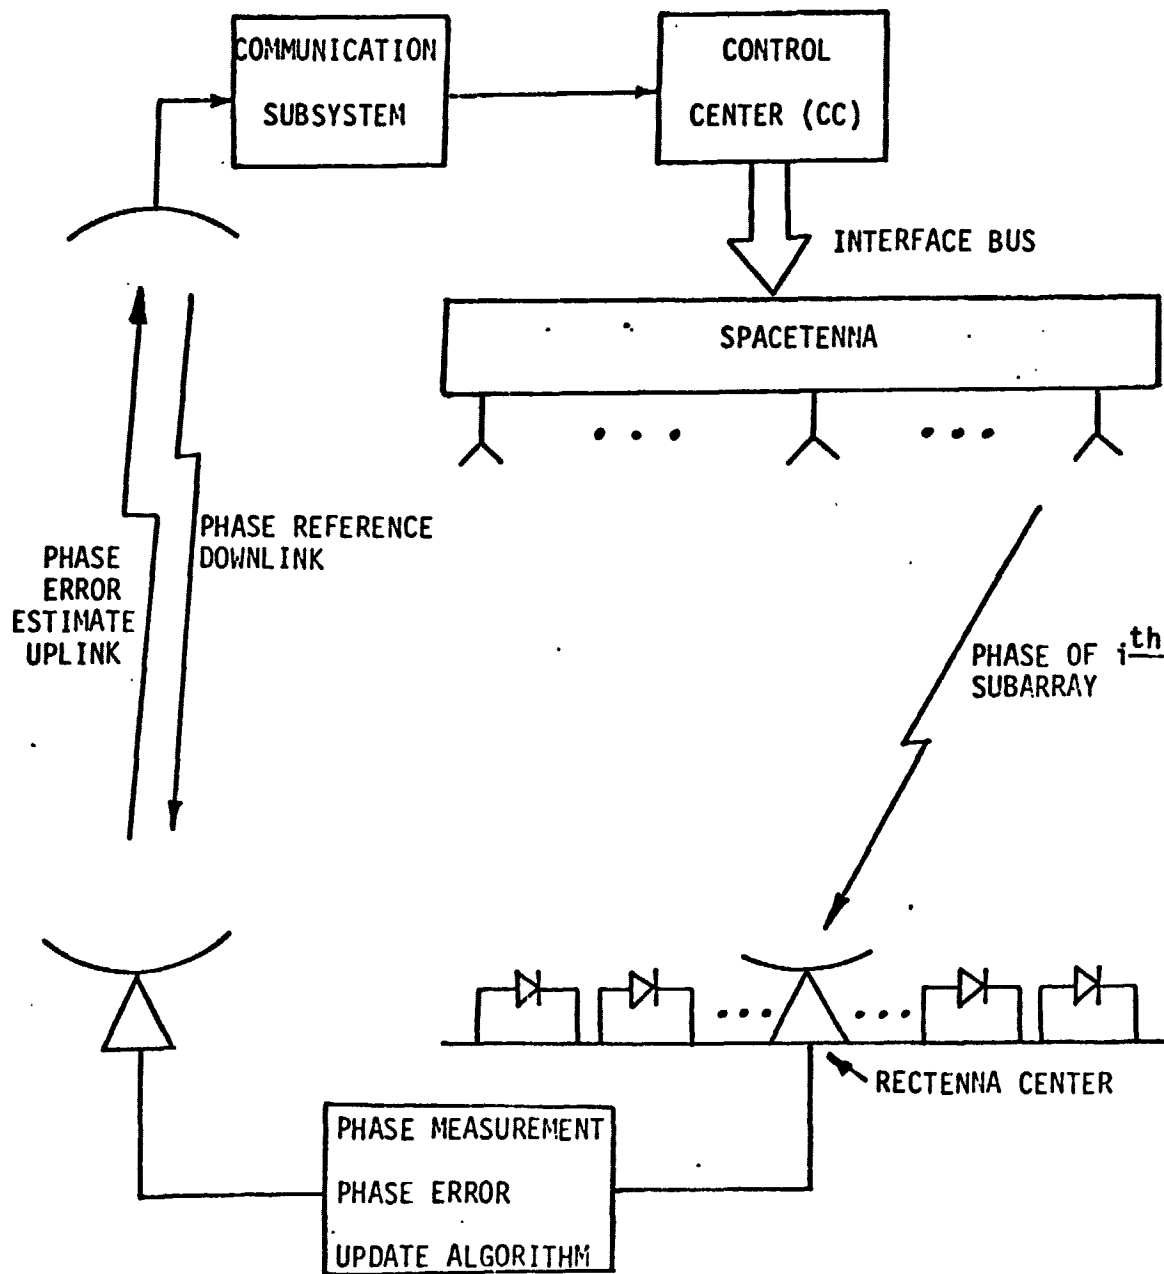 COMMUNICATION
SUBSYSTEM
CONTROL
CENTER (CC)
INTERFACE BUS
SPACETENNA
PHASE REFERENCE
DOWNLINK
PHASE
ERROR
ESTIMATE
UPLINK
PHASE OF ith
SUBARRAY
RECTENNA CENTER
PHASE MEASUREMENT
PHASE ERROR
UPDATE ALGORITHM